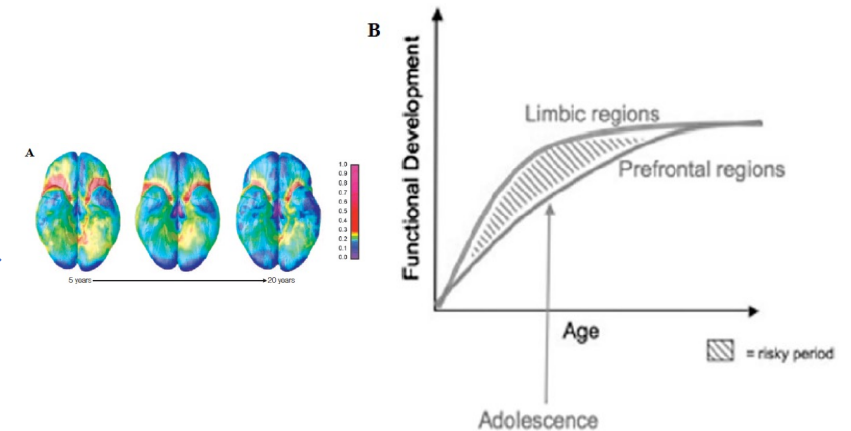 A
1.0
0.9
0.8
0.7
0.6
0.5
0.4
0.3
0.2
0.1
0.0
5 years
20 years
B
Functional Development
Limbic regions
Prefrontal regions
Age
= risky period
Adolescence